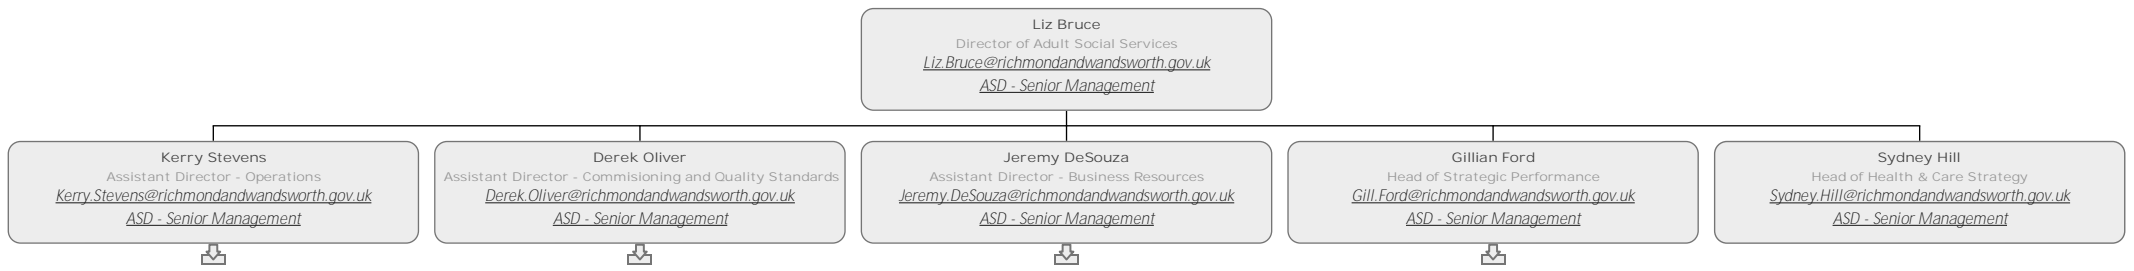 Liz Bruce
Director of Adult Social Services
Liz.Bruce@richmondandwandsworth.gov.uk
ASD - Senior Management
Kerry Stevens
Assistant Director - Operations
Kerry.Stevens@richmondandwandsworth.gov.uk
ASD - Senior Management
Derek Oliver
Assistant Director - Commisioning and Quality Standards
Derek.Oliver@richmondandwandsworth.gov.uk
ASD - Senior Management
Jeremy DeSouza
Assistant Director - Business Resources
Jeremy.DeSouza@richmondandwandsworth.gov.uk
ASD - Senior Management
Gillian Ford
Head of Strategic Performance
Gill.Ford@richmondandwandsworth.gov.uk
ASD - Senior Management
Sydney Hill
Head of Health & Care Strategy
Sydney.Hill@richmondandwandsworth.gov.uk
ASD - Senior Management